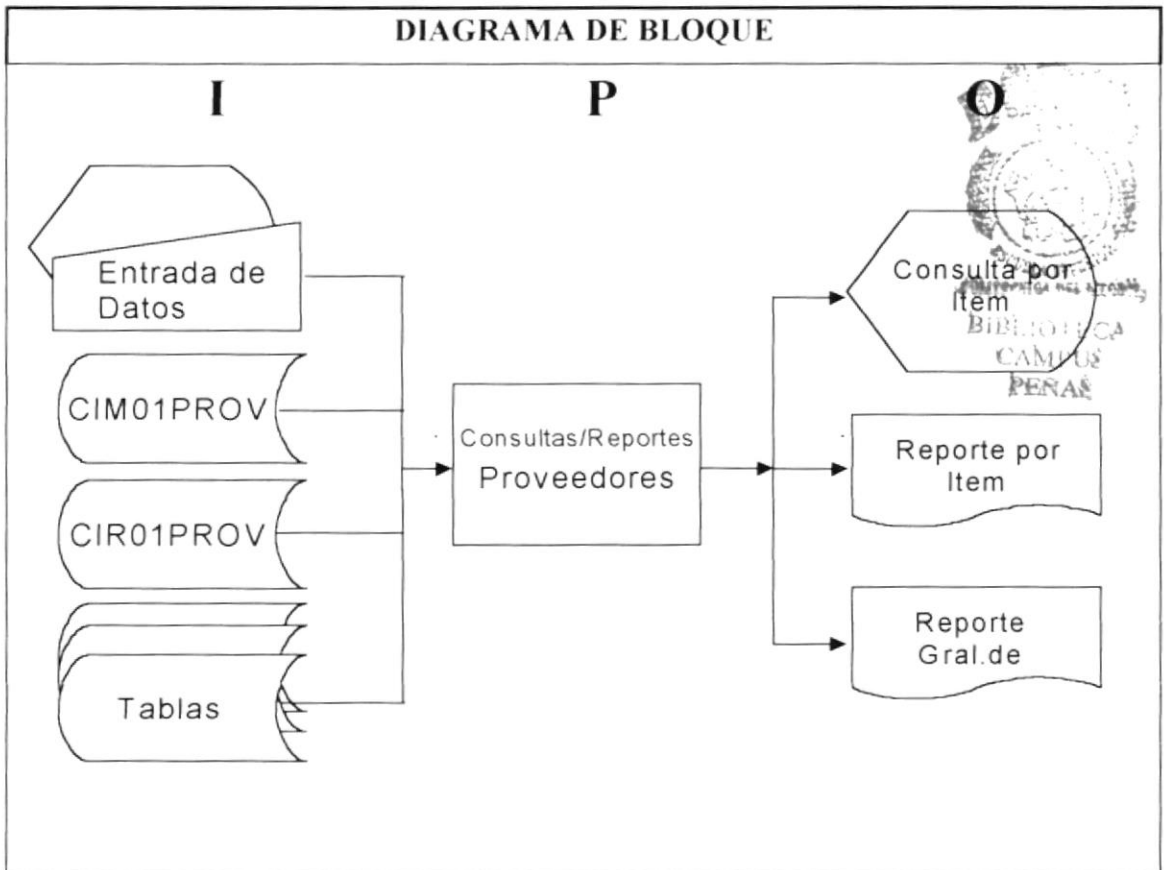 DIAGRAMA DE BLOQUE
I
P
O
Entrada de
Datos
CIM01PROV
CIR01PROV
Tablas
Consultas/Reportes
Proveedores
Consulta por
Item
BIBLIOTECA
CAMPUS
PEÑAS
Reporte por
Item
Reporte
Gral.de